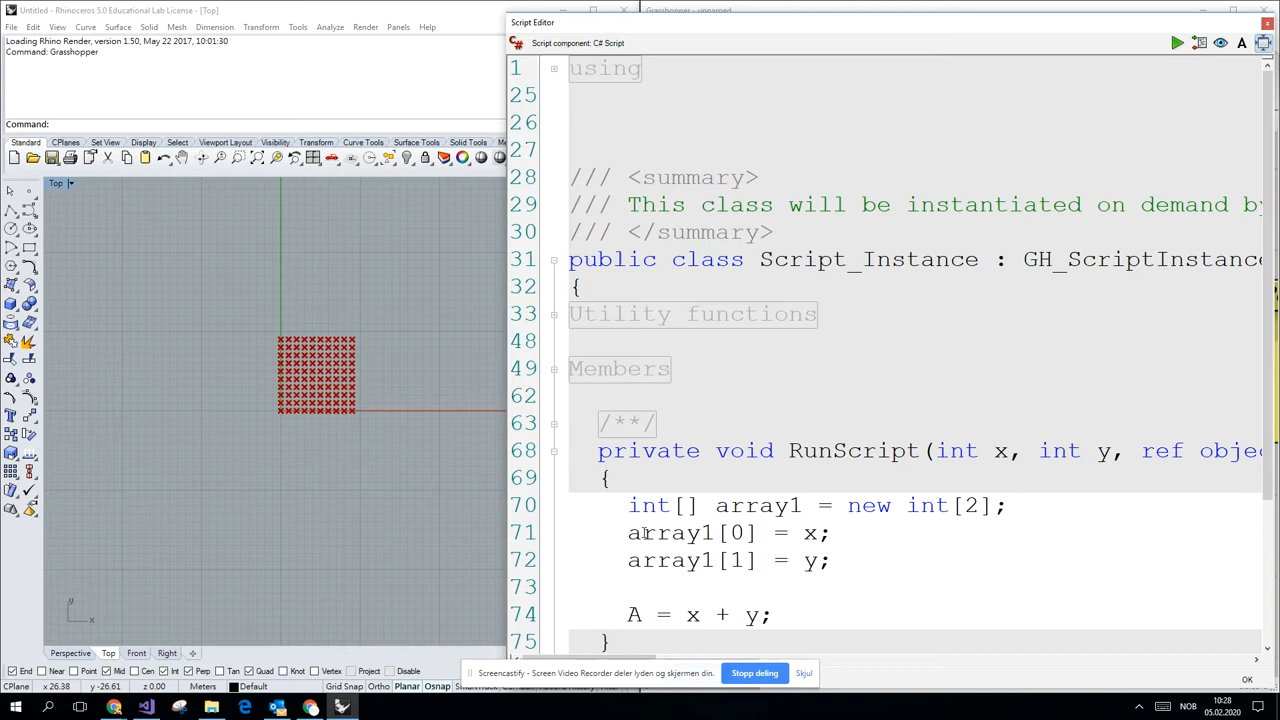 Untitled - Rhinoceros 5.0 Educational Lab License - [Top]
Grasshopper - unnamed
File Edit View Curve Surface Solid Mesh Dimension Transform Tools Analyze Render Panels Help
Loading Rhino Render, version 1.50, May 22 2017, 10:01:30
Command: Grasshopper
Command:
Standard CPlanes Set View Display Select Viewport Layout Visibility Transform Curve Tools Surface Tools Solid Tools
Top
Script Editor
Script component: C# Script
1 using
25
26
27
28 /// <summary>
29 /// This class will be instantiated on demand by
30 /// </summary>
31 public class Script_Instance : GH_ScriptInstance
32 {
33 Utility functions
48
49 Members
62
63 /**/
68 private void RunScript(int x, int y, ref objec
69 {
70 int[] array1 = new int[2];
71 array1[0] = x;
72 array1[1] = y;
73
74 A = x + y;
75 }
OK
y
x
Perspective Top Front Right
End Near Point Mid Cen Int Perp Tan Quad Knot Vertex Project Disable
Screencastify - Screen Video Recorder deler lyden og skjermen din. Stopp deling Skjul
CPlane x 26.38 y -26.61 z 0.00 Meters Default Grid Snap Ortho Planar Osnap
NOB
10:28
05.02.2020